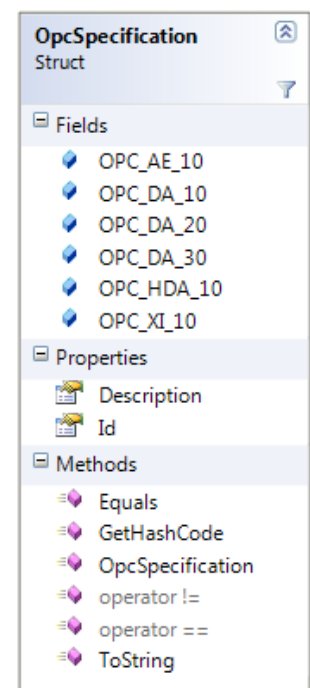 OpcSpecification
Struct
Fields
OPC_AE_10
OPC_DA_10
OPC_DA_20
OPC_DA_30
OPC_HDA_10
OPC_XI_10
Properties
Description
Id
Methods
Equals
GetHashCode
OpcSpecification
operator !=
operator ==
ToString